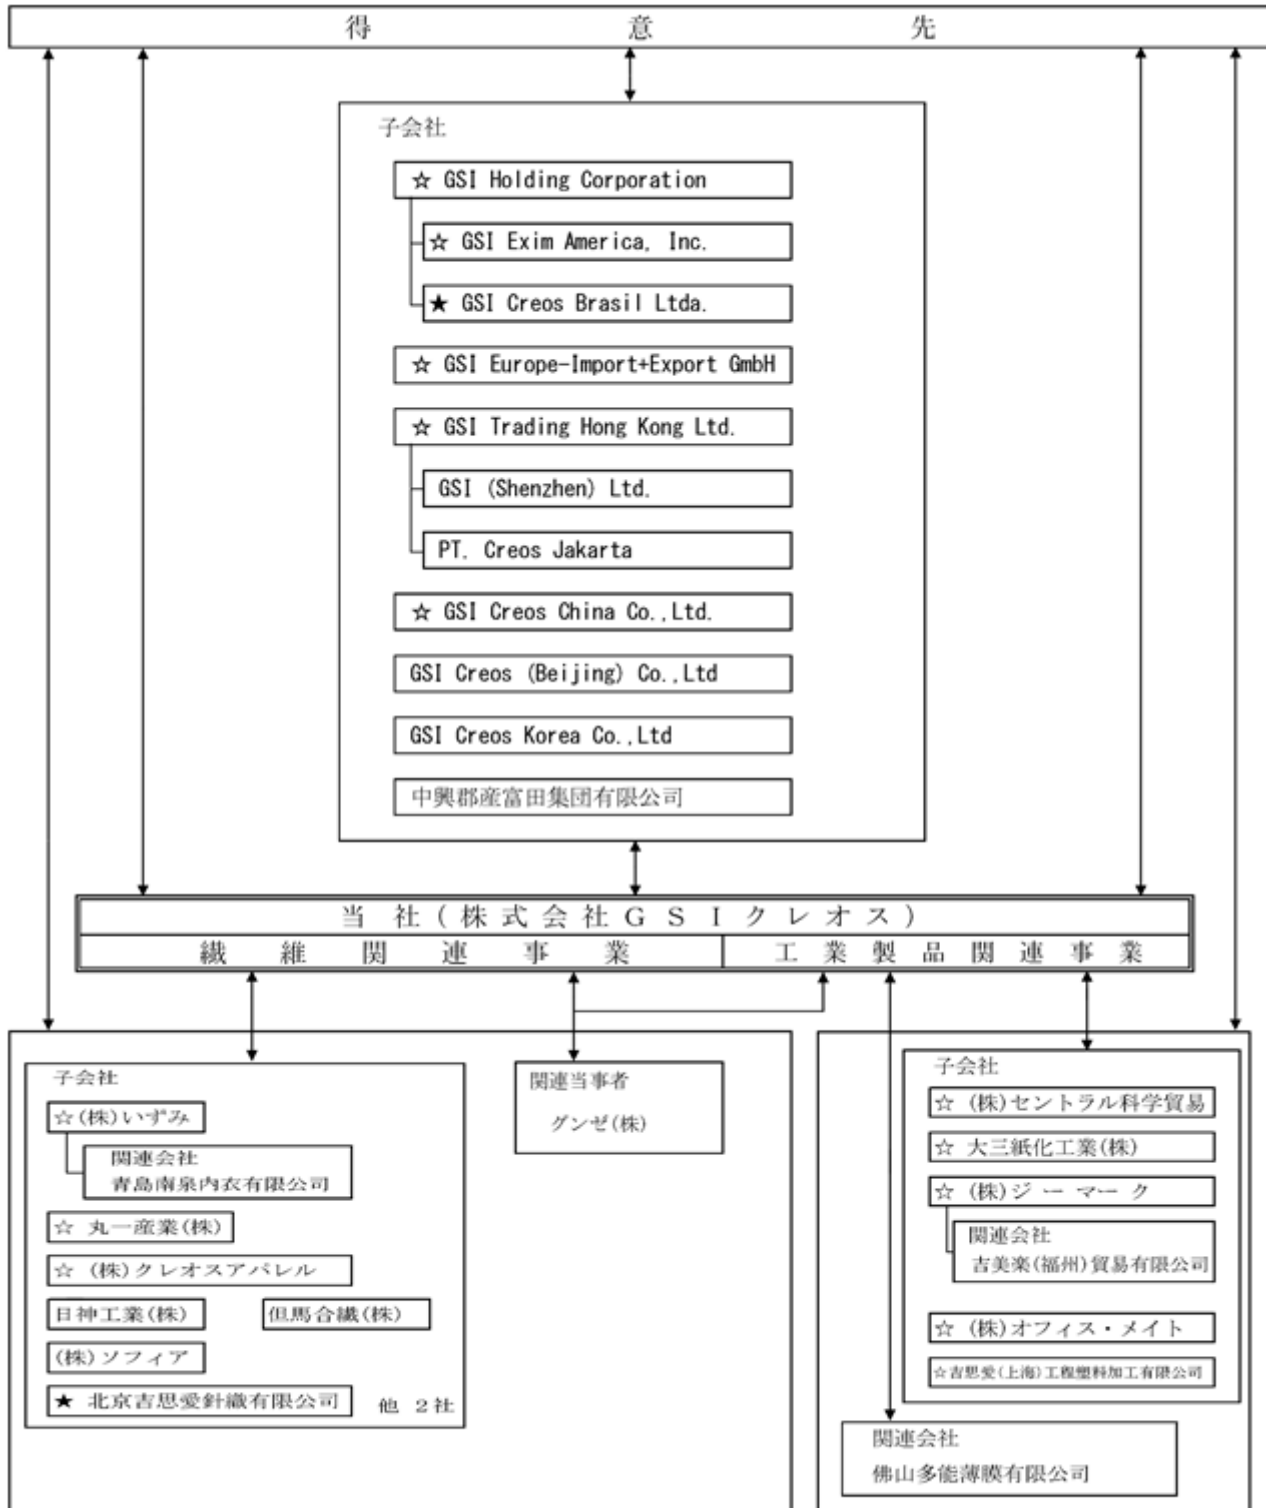 得意先
子会社
☆ GSI Holding Corporation
☆ GSI Exim America, Inc.
★ GSI Creos Brasil Ltda.
☆ GSI Europe-Import+Export GmbH
☆ GSI Trading Hong Kong Ltd.
GSI (Shenzhen) Ltd.
PT. Creos Jakarta
☆ GSI Creos China Co.,Ltd.
GSI Creos (Beijing) Co.,Ltd
GSI Creos Korea Co.,Ltd
中興郡産富田集団有限公司
当社(株式会社GSIクレオス)
繊維関連事業
工業製品関連事業
子会社
☆(株)いずみ
関連会社
青島南泉内衣有限公司
☆ 丸一産業(株)
☆ (株)クレオスアパレル
日神工業(株)
但馬合繊(株)
(株)ソフィア
★ 北京吉思愛針織有限公司
他 2社
関連当事者
グンゼ(株)
子会社
☆ (株)セントラル科学貿易
☆ 大三紙化工業(株)
☆ (株)ジーマーク
関連会社
吉美楽(福州)貿易有限公司
☆ (株)オフィス・メイト
☆吉思愛(上海)工程塑料加工有限公司
関連会社
佛山多能薄膜有限公司